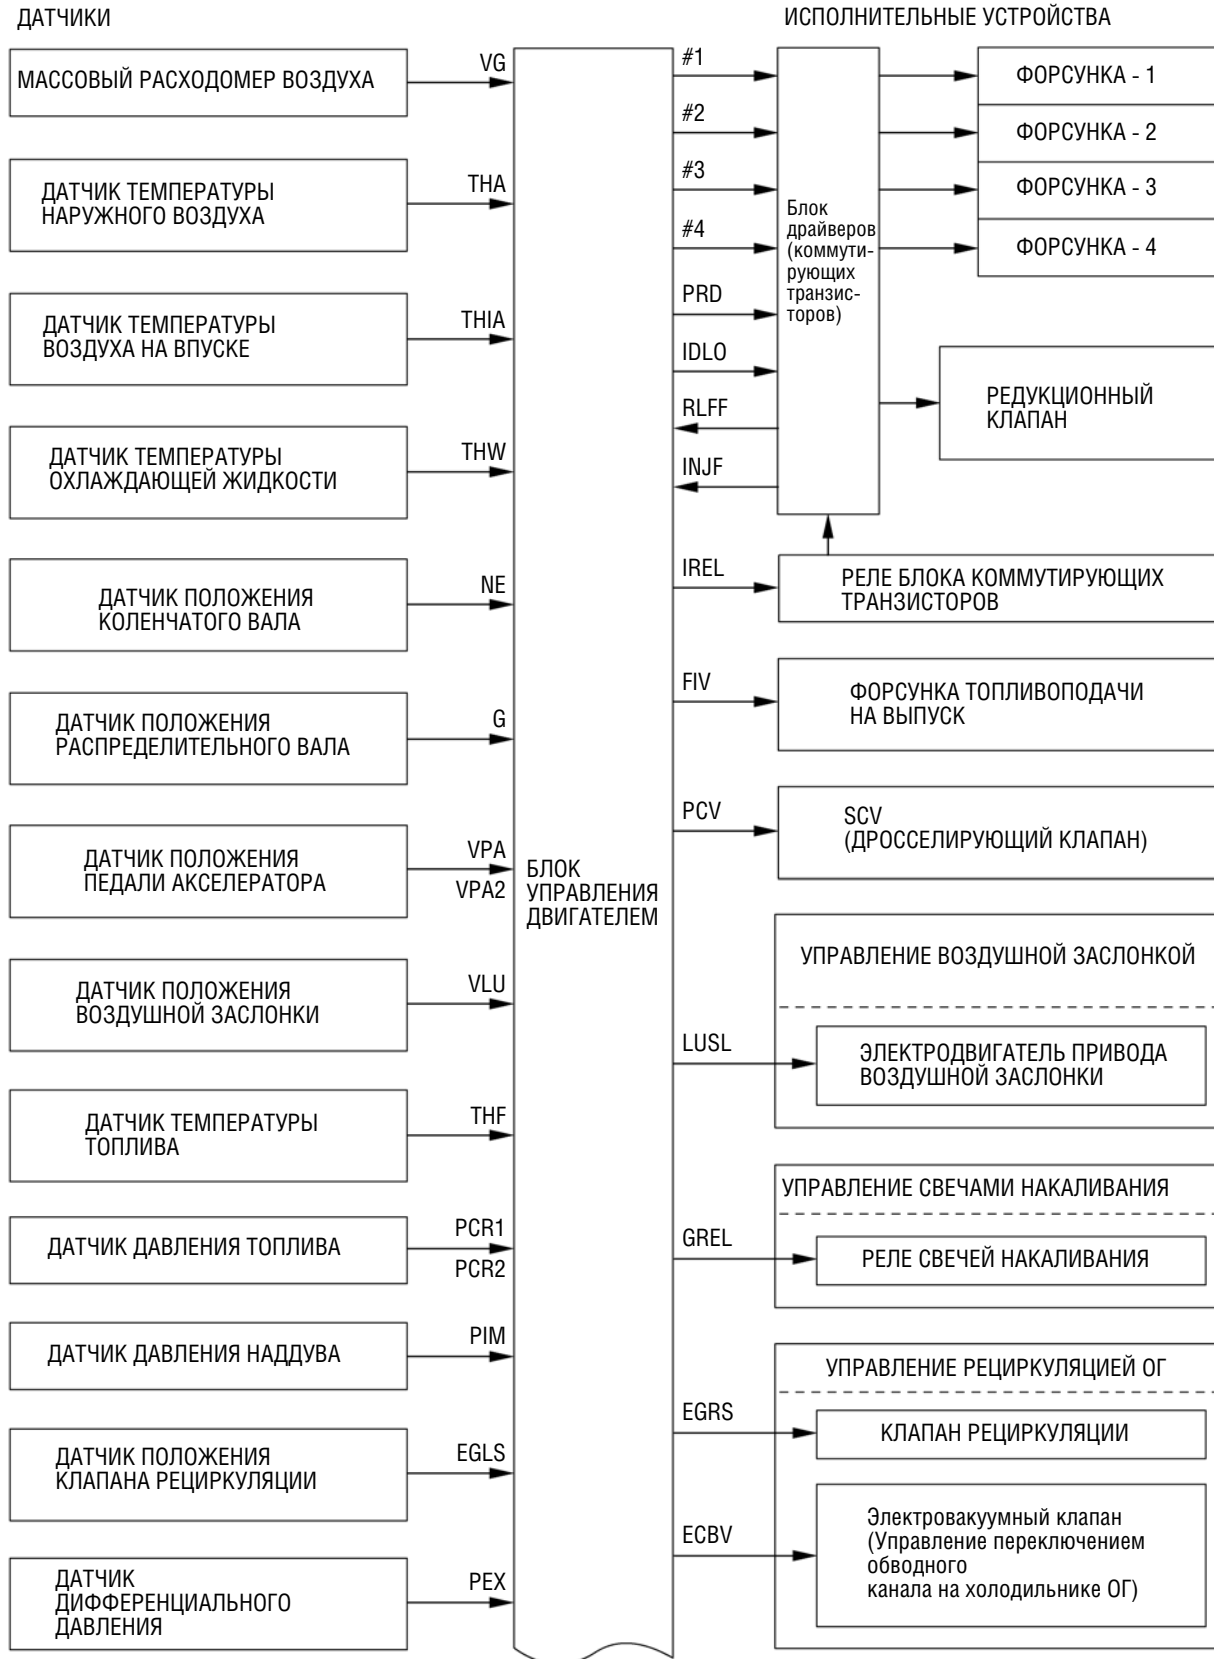 ДАТЧИКИ
МАССОВЫЙ РАСХОДОМЕР ВОЗДУХА
VG
ДАТЧИК ТЕМПЕРАТУРЫ
НАРУЖНОГО ВОЗДУХА
THA
ДАТЧИК ТЕМПЕРАТУРЫ
ВОЗДУХА НА ВПУСКЕ
THIA
ДАТЧИК ТЕМПЕРАТУРЫ
ОХЛАЖДАЮЩЕЙ ЖИДКОСТИ
THW
ДАТЧИК ПОЛОЖЕНИЯ
КОЛЕНЧАТОГО ВАЛА
NE
ДАТЧИК ПОЛОЖЕНИЯ
РАСПРЕДЕЛИТЕЛЬНОГО ВАЛА
G
ДАТЧИК ПОЛОЖЕНИЯ
ПЕДАЛИ АКСЕЛЕРАТОРА
VPA
VPA2
ДАТЧИК ПОЛОЖЕНИЯ
ВОЗДУШНОЙ ЗАСЛОНКИ
VLU
ДАТЧИК ТЕМПЕРАТУРЫ
ТОПЛИВА
THF
ДАТЧИК ДАВЛЕНИЯ ТОПЛИВА
PCR1
PCR2
ДАТЧИК ДАВЛЕНИЯ НАДДУВА
PIM
ДАТЧИК ПОЛОЖЕНИЯ
КЛАПАНА РЕЦИРКУЛЯЦИИ
EGLS
ДАТЧИК
ДИФФЕРЕНЦИАЛЬНОГО
ДАВЛЕНИЯ
PEX
БЛОК
УПРАВЛЕНИЯ
ДВИГАТЕЛЕМ
ИСПОЛНИТЕЛЬНЫЕ УСТРОЙСТВА
#1
#2
#3
#4
PRD
IDLO
RLFF
INJF
Блок
драйверов
(коммути-
рующих
транзис-
торов)
ФОРСУНКА - 1
ФОРСУНКА - 2
ФОРСУНКА - 3
ФОРСУНКА - 4
РЕДУКЦИОННЫЙ
КЛАПАН
IREL
РЕЛЕ БЛОКА КОММУТИРУЮЩИХ
ТРАНЗИСТОРОВ
FIV
ФОРСУНКА ТОПЛИВОПОДАЧИ
НА ВЫПУСК
PCV
SCV
(ДРОССЕЛИРУЮЩИЙ КЛАПАН)
УПРАВЛЕНИЕ ВОЗДУШНОЙ ЗАСЛОНКОЙ
LUSL
ЭЛЕКТРОДВИГАТЕЛЬ ПРИВОДА
ВОЗДУШНОЙ ЗАСЛОНКИ
УПРАВЛЕНИЕ СВЕЧАМИ НАКАЛИВАНИЯ
GREL
РЕЛЕ СВЕЧЕЙ НАКАЛИВАНИЯ
УПРАВЛЕНИЕ РЕЦИРКУЛЯЦИЕЙ ОГ
EGRS
КЛАПАН РЕЦИРКУЛЯЦИИ
ECBV
Электровакуумный клапан
(Управление переключением
обводного
канала на холодильнике ОГ)